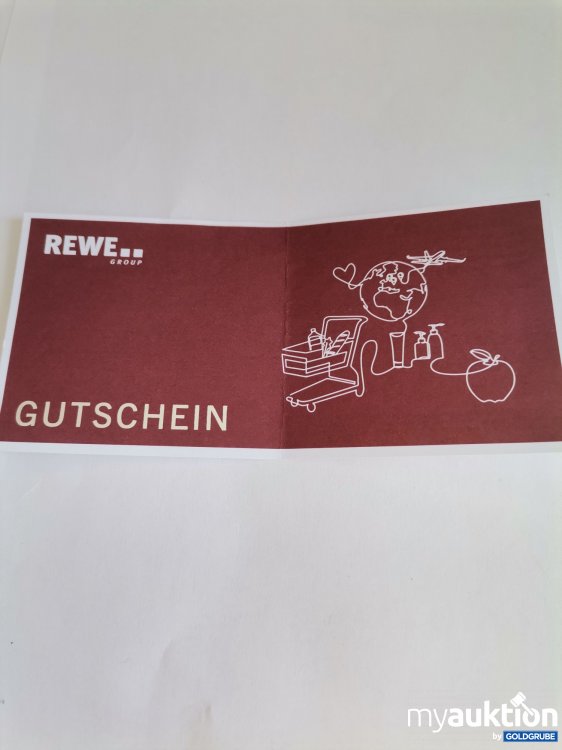 REWE
GROUP
GUTSCHEIN
myauktion
by GOLDGRUBE